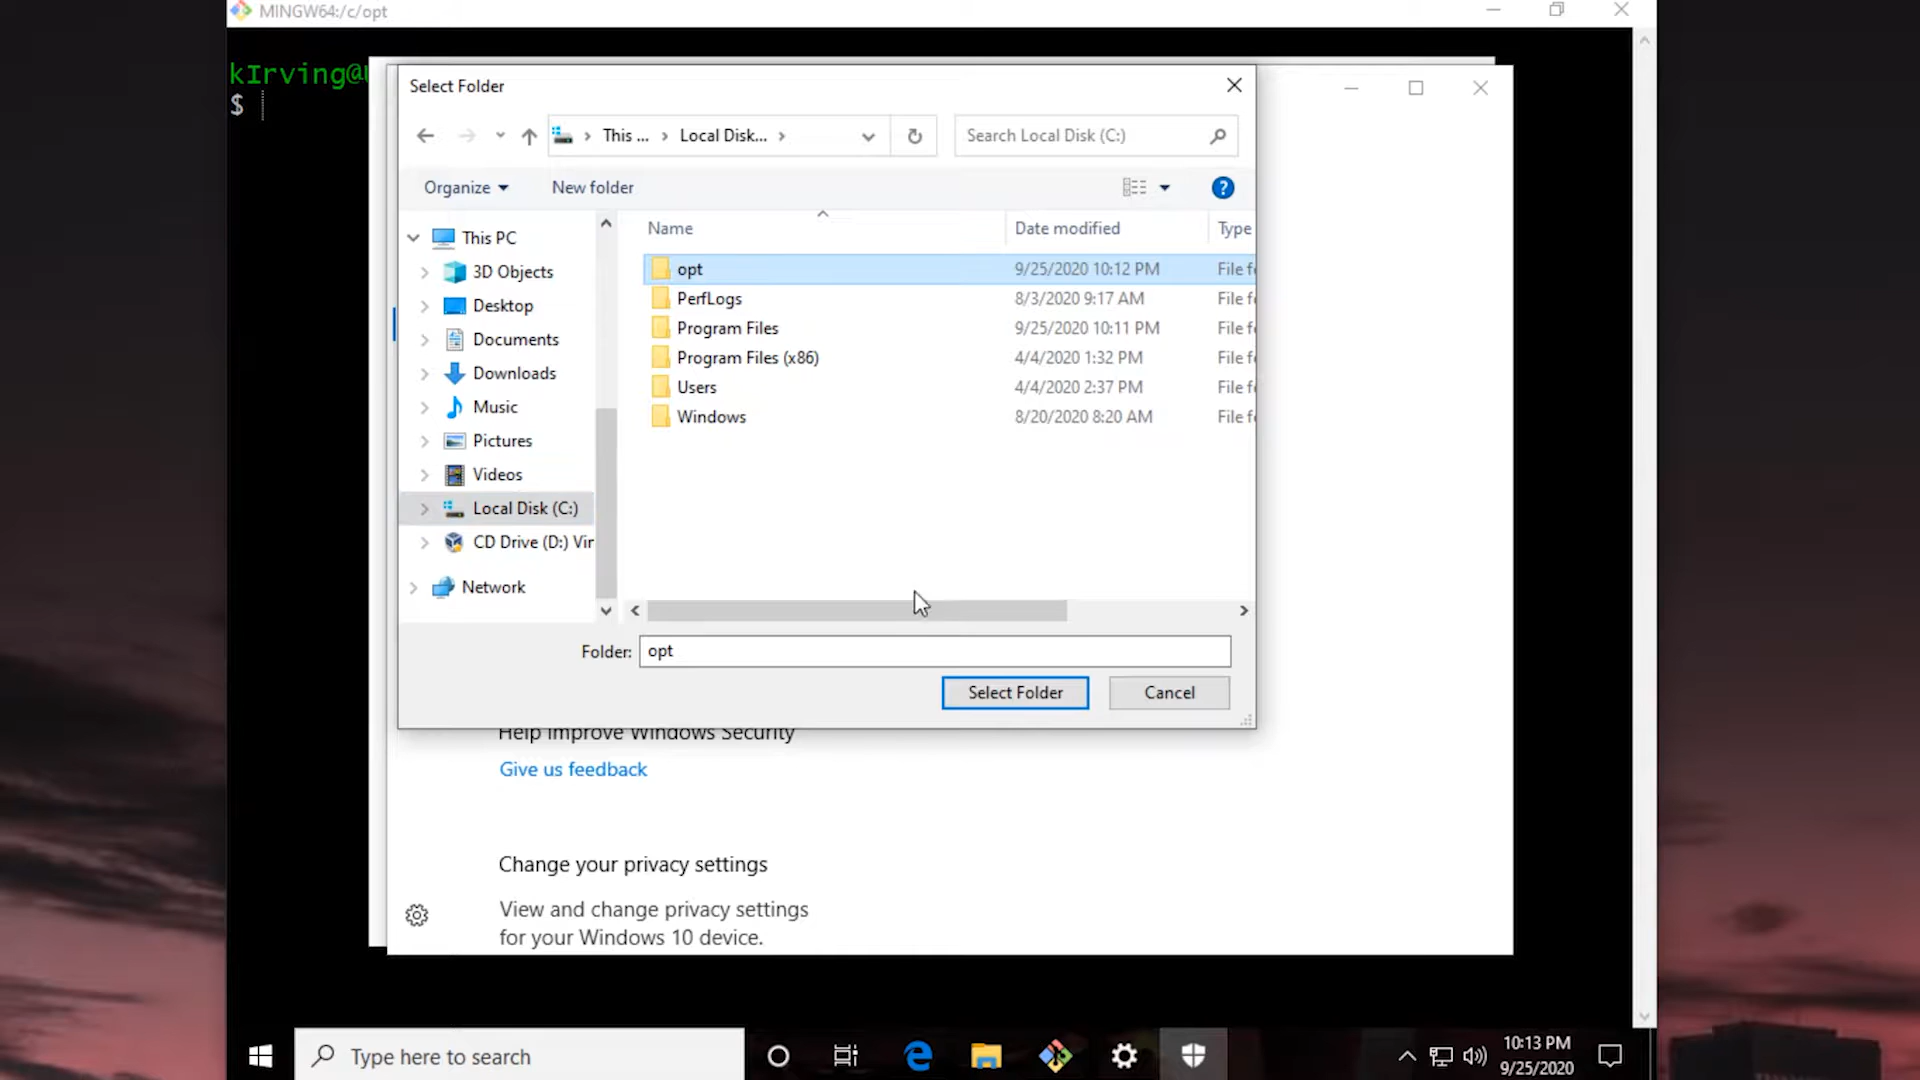 MINGW64:/c/opt
kIrving@
$
Select Folder
This ...
Local Disk...
Search Local Disk (C:)
Organize
New folder
?
Name
Date modified
Type
This PC
3D Objects
Desktop
Documents
Downloads
Music
Pictures
Videos
Local Disk (C:)
CD Drive (D:) Vir
Network
opt 9/25/2020 10:12 PM File f
PerfLogs 8/3/2020 9:17 AM File f
Program Files 9/25/2020 10:11 PM File f
Program Files (x86) 4/4/2020 1:32 PM File f
Users 4/4/2020 2:37 PM File f
Windows 8/20/2020 8:20 AM File f
Folder: opt
Select Folder
Cancel
Help improve Windows Security
Give us feedback
Change your privacy settings
View and change privacy settings
for your Windows 10 device.
Type here to search
10:13 PM
9/25/2020